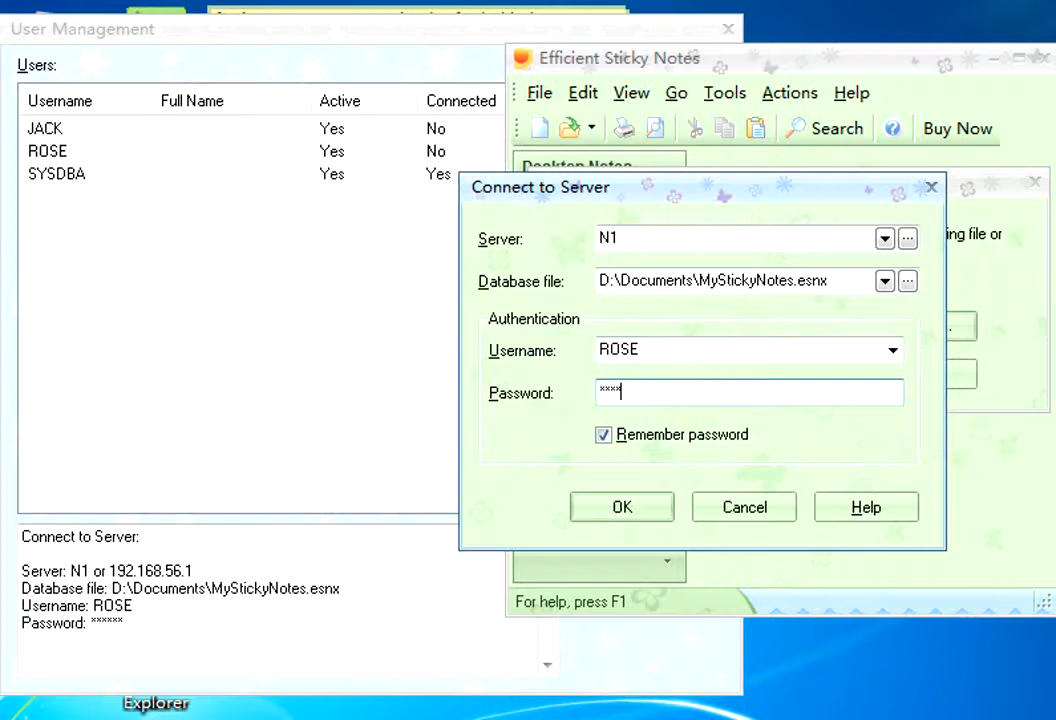 User Management
Users:
Username Full Name Active Connected
JACK Yes No
ROSE Yes No
SYSDBA Yes Yes
Connect to Server:
Server: N1 or 192.168.56.1
Database file: D:\Documents\MyStickyNotes.esnx
Username: ROSE
Password: ******
Efficient Sticky Notes
File Edit View Go Tools Actions Help
Search Buy Now
Desktop Notes
ing file or
Connect to Server
Server: N1
Database file: D:\Documents\MyStickyNotes.esnx
Authentication
Username: ROSE
Password: ****
Remember password
OK Cancel Help
For help, press F1
Explorer